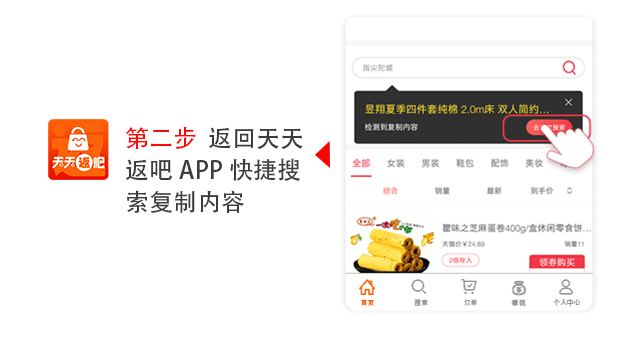 第二步 返回天天
返吧 APP 快捷搜
索复制内容
天天返吧
指尖陀螺
昱翔夏季四件套纯棉 2.0m床 双人简约…
检测到复制内容
搜索
全部 女装 男装 鞋包 配饰 美妆
综合 销量 最新 到手价
瞿味之芝麻蛋卷400g/盒休闲零食饼…
天猫价￥24.89 销量11
2倍存入
领券购买
首页 搜索 订单 赚钱 个人中心